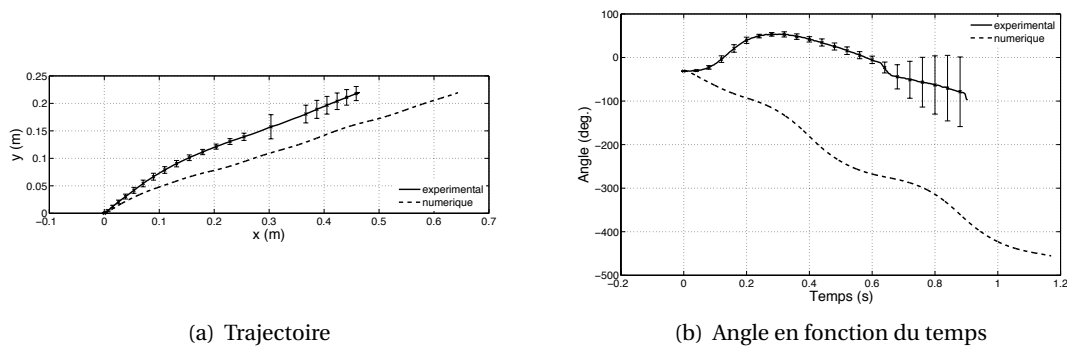 0.25
0.2
0.15
0.1
0.05
0
y (m)
−0.1 0 0.1 0.2 0.3 0.4 0.5 0.6 0.7
x (m)
experimental
numerique
(a) Trajectoire
100
0
−100
−200
−300
−400
−500
Angle (deg.)
−0.2 0 0.2 0.4 0.6 0.8 1 1.2
Temps (s)
experimental
numerique
(b) Angle en fonction du temps